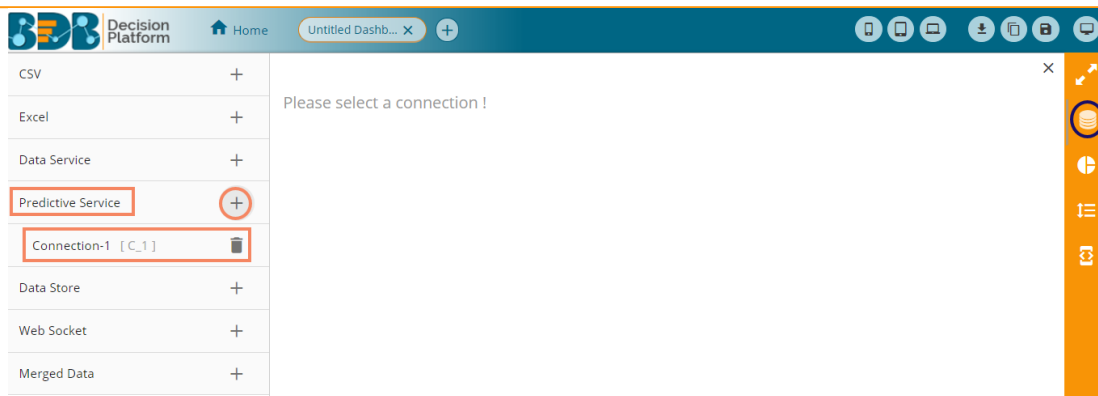 BDB Decision Platform
Home
Untitled Dashb... X
CSV
Excel
Data Service
Predictive Service
Connection-1 [ C_1 ]
Data Store
Web Socket
Merged Data
Please select a connection !